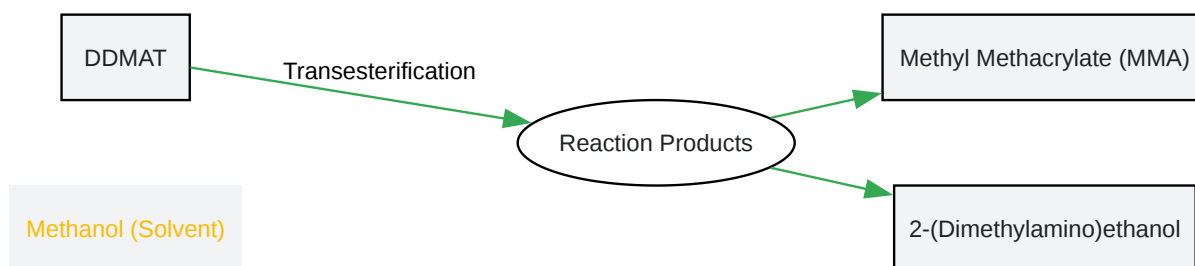 DDMAT
Transesterification
Methyl Methacrylate (MMA)
Reaction Products
Methanol (Solvent)
2-(Dimethylamino)ethanol